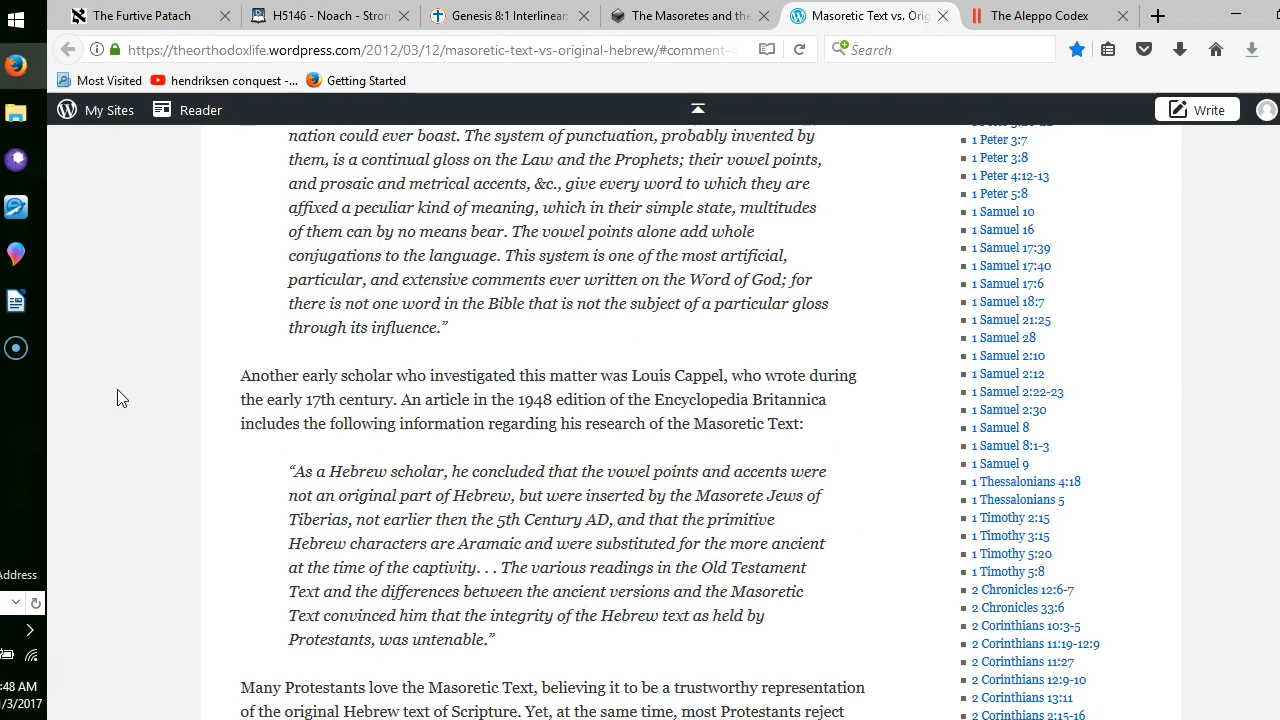 The Furtive Patach
H5146 - Noach - Stron
Genesis 8:1 Interlinear
The Masoretes and the
Masoretic Text vs. Orig
The Aleppo Codex
https://theorthodoxlife.wordpress.com/2012/03/12/masoretic-text-vs-original-hebrew/#comment-
Search
Most Visited
hendriksen conquest -...
Getting Started
My Sites
Reader
Write
nation could ever boast. The system of punctuation, probably invented by
them, is a continual gloss on the Law and the Prophets; their vowel points,
and prosaic and metrical accents, &c., give every word to which they are
affixed a peculiar kind of meaning, which in their simple state, multitudes
of them can by no means bear. The vowel points alone add whole
conjugations to the language. This system is one of the most artificial,
particular, and extensive comments ever written on the Word of God; for
there is not one word in the Bible that is not the subject of a particular gloss
through its influence.”
Another early scholar who investigated this matter was Louis Cappel, who wrote during
the early 17th century. An article in the 1948 edition of the Encyclopedia Britannica
includes the following information regarding his research of the Masoretic Text:
“As a Hebrew scholar, he concluded that the vowel points and accents were
not an original part of Hebrew, but were inserted by the Masorete Jews of
Tiberias, not earlier then the 5th Century AD, and that the primitive
Hebrew characters are Aramaic and were substituted for the more ancient
at the time of the captivity. . . The various readings in the Old Testament
Text and the differences between the ancient versions and the Masoretic
Text convinced him that the integrity of the Hebrew text as held by
Protestants, was untenable.”
Many Protestants love the Masoretic Text, believing it to be a trustworthy representation
of the original Hebrew text of Scripture. Yet, at the same time, most Protestants reject
1 Peter 3:7
1 Peter 3:8
1 Peter 4:12-13
1 Peter 5:8
1 Samuel 10
1 Samuel 16
1 Samuel 17:39
1 Samuel 17:40
1 Samuel 17:6
1 Samuel 18:7
1 Samuel 21:25
1 Samuel 28
1 Samuel 2:10
1 Samuel 2:12
1 Samuel 2:22-23
1 Samuel 2:30
1 Samuel 8
1 Samuel 8:1-3
1 Samuel 9
1 Thessalonians 4:18
1 Thessalonians 5
1 Timothy 2:15
1 Timothy 3:15
1 Timothy 5:20
1 Timothy 5:8
2 Chronicles 12:6-7
2 Chronicles 33:6
2 Corinthians 10:3-5
2 Corinthians 11:19-12:9
2 Corinthians 11:27
2 Corinthians 12:9-10
2 Corinthians 13:11
2 Corinthians 2:15-16
Address
:48 AM
1/3/2017